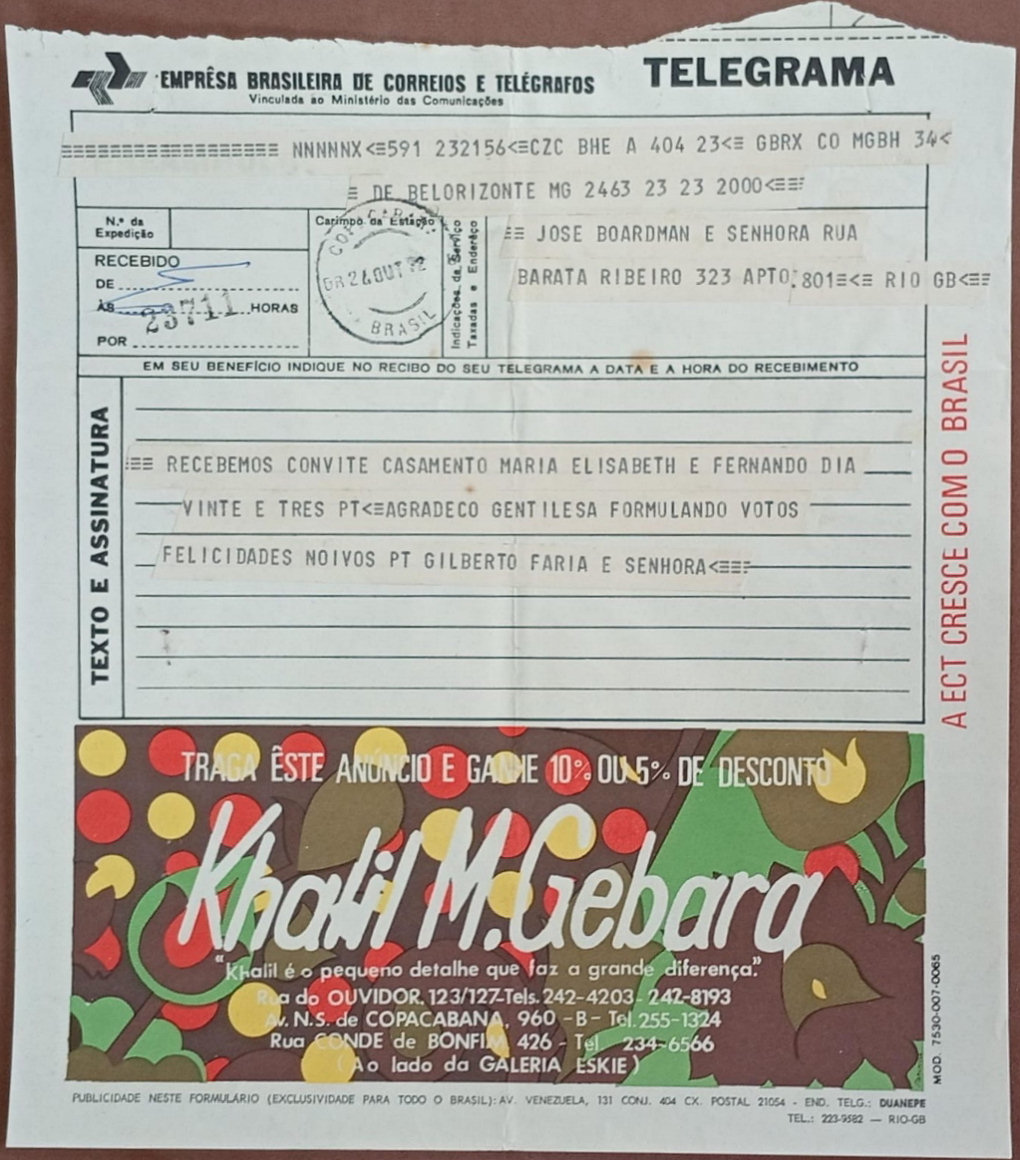 EMPRÊSA BRASILEIRA DE CORREIOS E TELÉGRAFOS
Vinculada ao Ministério das Comunicações
TELEGRAMA
≡≡≡≡≡≡≡≡≡≡≡≡≡≡≡≡≡≡ NNNNNX<≡591 232156<≡CZC BHE A 404 23<≡ GBRX CO MGBH 34<
≡ DE BELORIZONTE MG 2463 23 23 2000<≡≡
N.º da
Expedição
RECEBIDO
DE
ÀS 23711 HORAS
POR
Carimbo da Estação
24 OUT 72
BRASIL
Indicações da Serviço
Taxadas e Enderêço
≡≡ JOSE BOARDMAN E SENHORA RUA
BARATA RIBEIRO 323 APTO.801≡<≡ RIO GB<≡≡
EM SEU BENEFÍCIO INDIQUE NO RECIBO DO SEU TELEGRAMA A DATA E A HORA DO RECEBIMENTO
TEXTO E ASSINATURA
≡≡ RECEBEMOS CONVITE CASAMENTO MARIA ELISABETH E FERNANDO DIA
VINTE E TRES PT<≡AGRADECO GENTILESA FORMULANDO VOTOS
FELICIDADES NOIVOS PT GILBERTO FARIA E SENHORA<≡≡
A ECT CRESCE COM O BRASIL
TRAGA ÊSTE ANÚNCIO E GANHE 10% OU 5% DE DESCONTO
Khalil M.Gebara
"Khalil é o pequeno detalhe que faz a grande diferença."
Rua do OUVIDOR, 123/127-Tels. 242-4203 - 242-8193
Av. N.S. de COPACABANA, 960 -B- Tel. 255-1324
Rua CONDE de BONFIM 426 - Tel. 234-6566
(Ao lado da GALERIA ESKIE)
MOD. 7530-007-0065
PUBLICIDADE NESTE FORMULÁRIO (EXCLUSIVIDADE PARA TODO O BRASIL): AV. VENEZUELA, 131 CONJ. 404 CX. POSTAL 21054 - END. TELG.: DUANEPE
TEL.: 223-9582 — RIO-GB